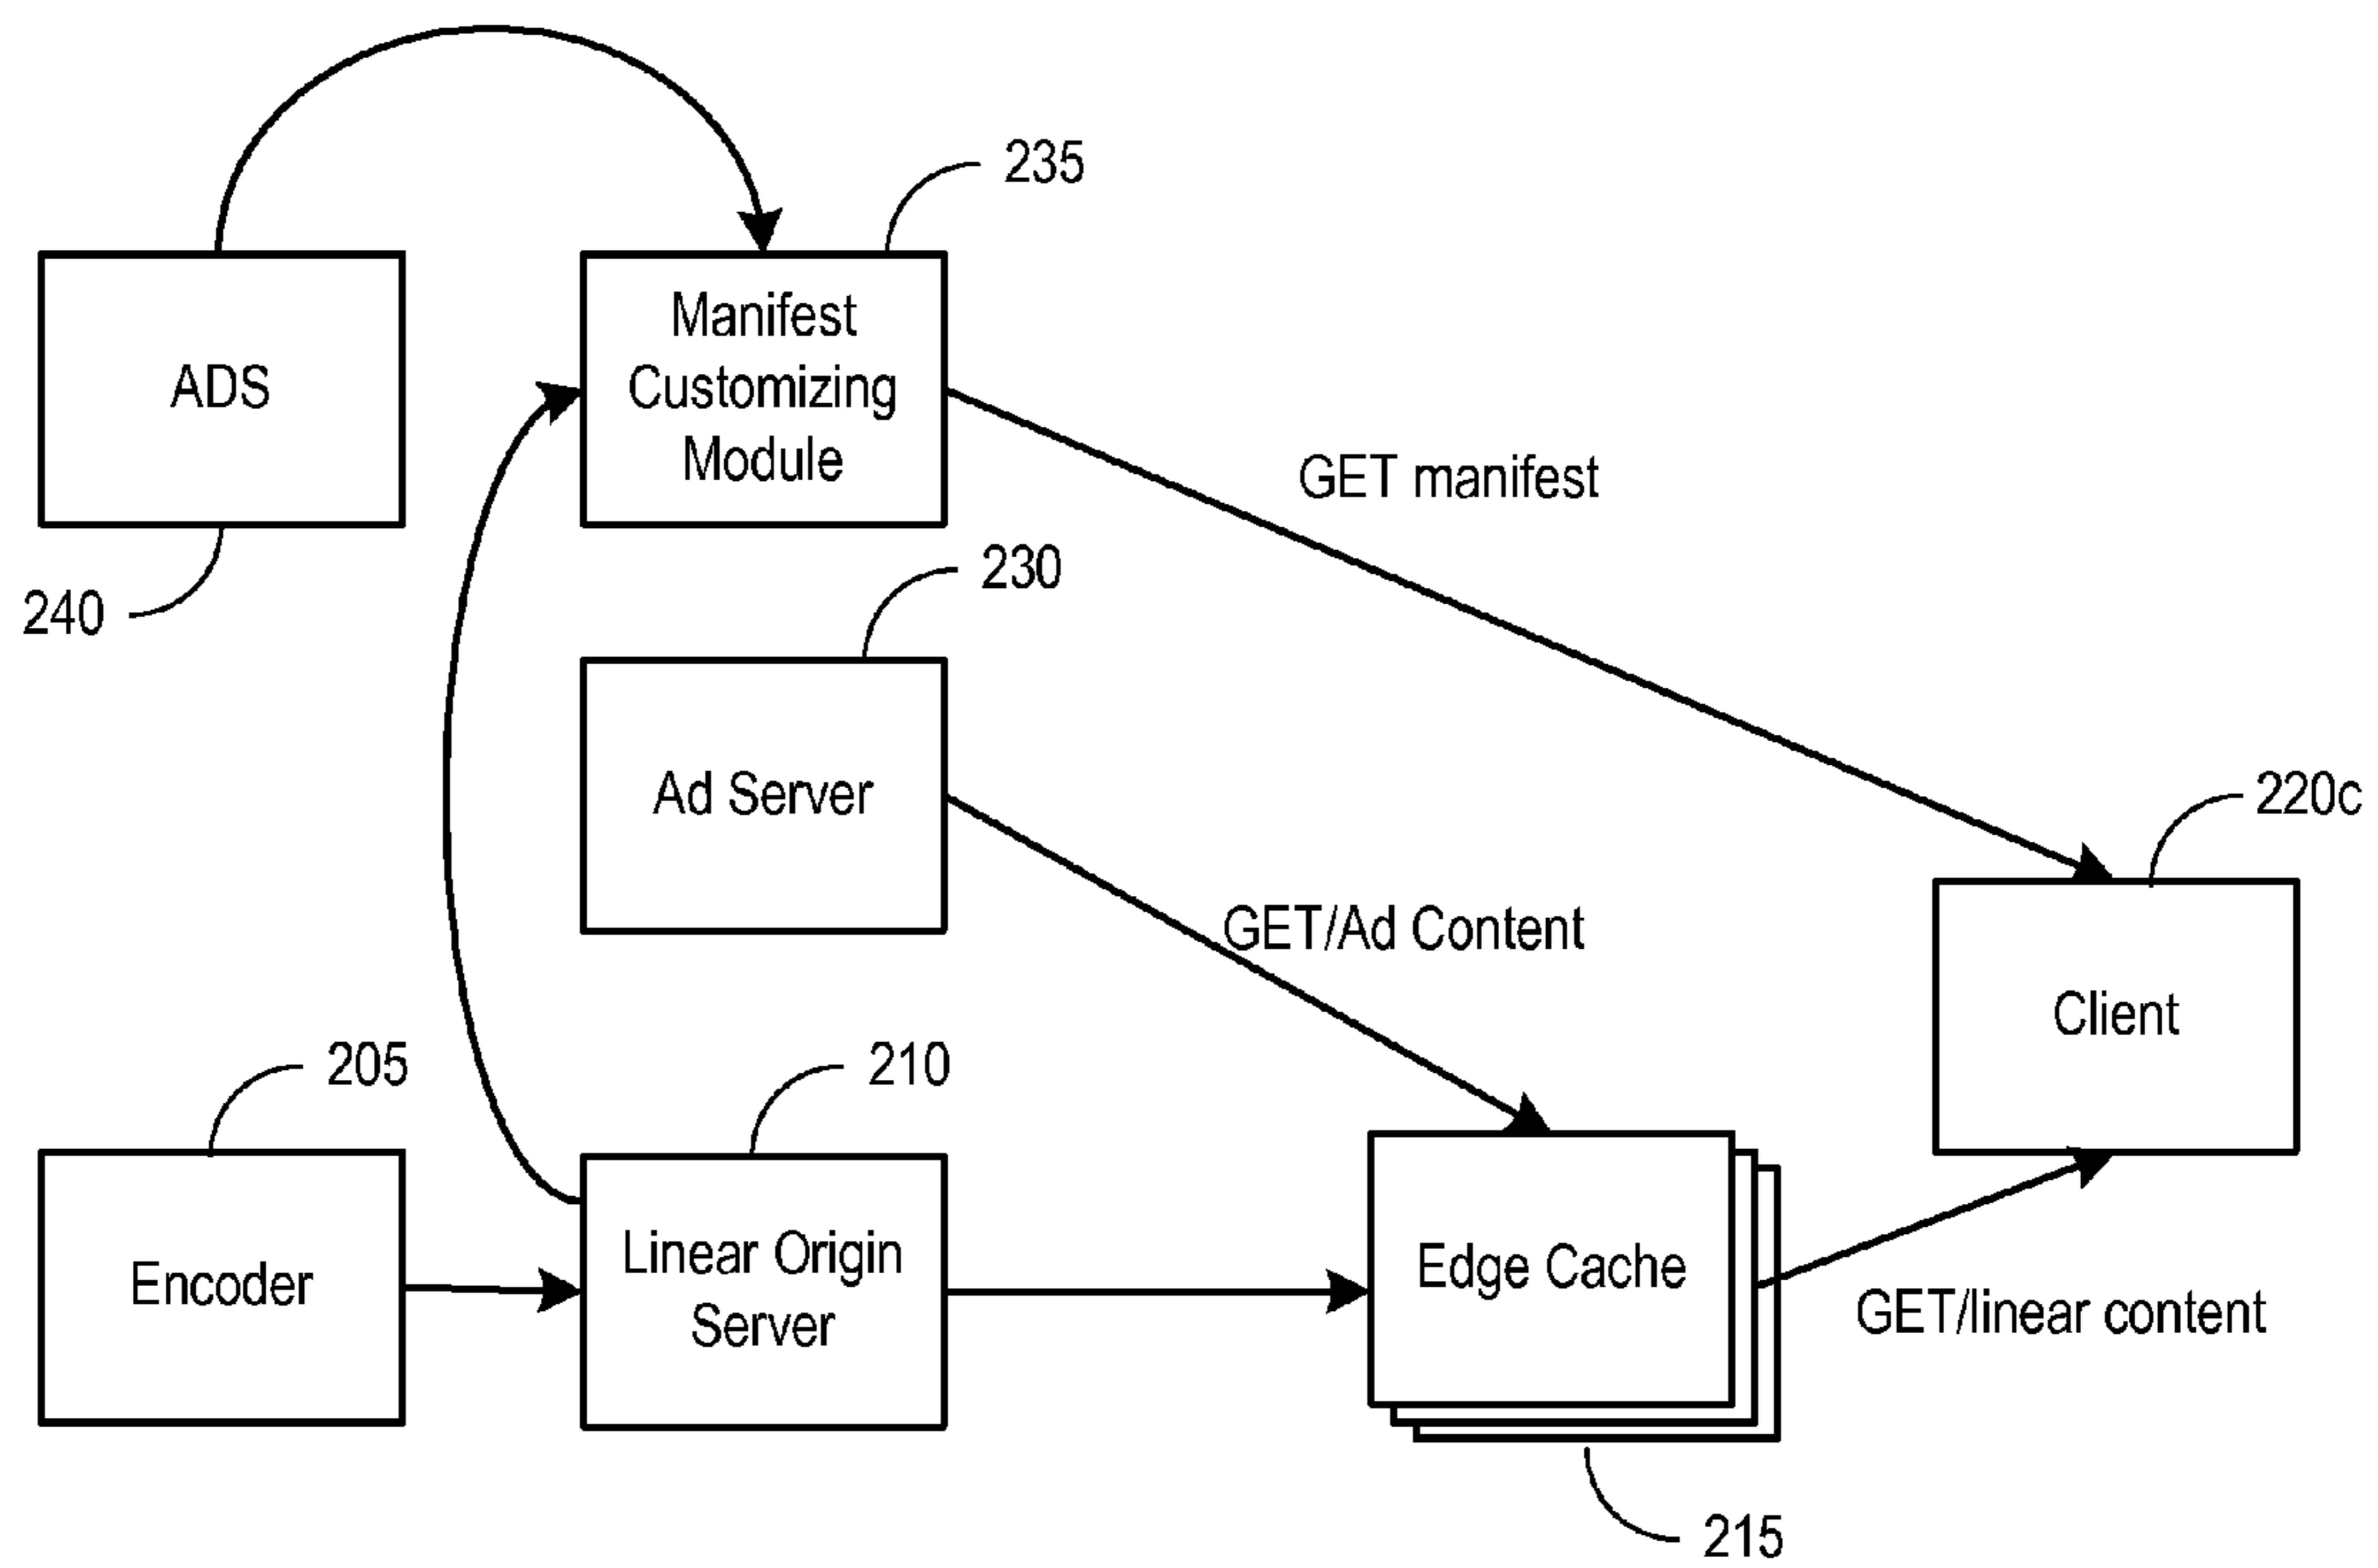 235
Manifest
Customizing
Module
ADS
GET manifest
240
230
Ad Server
220c
GET/Ad Content
Client
205
210
Linear Origin
Server
Encoder
Edge Cache
GET/linear content
215